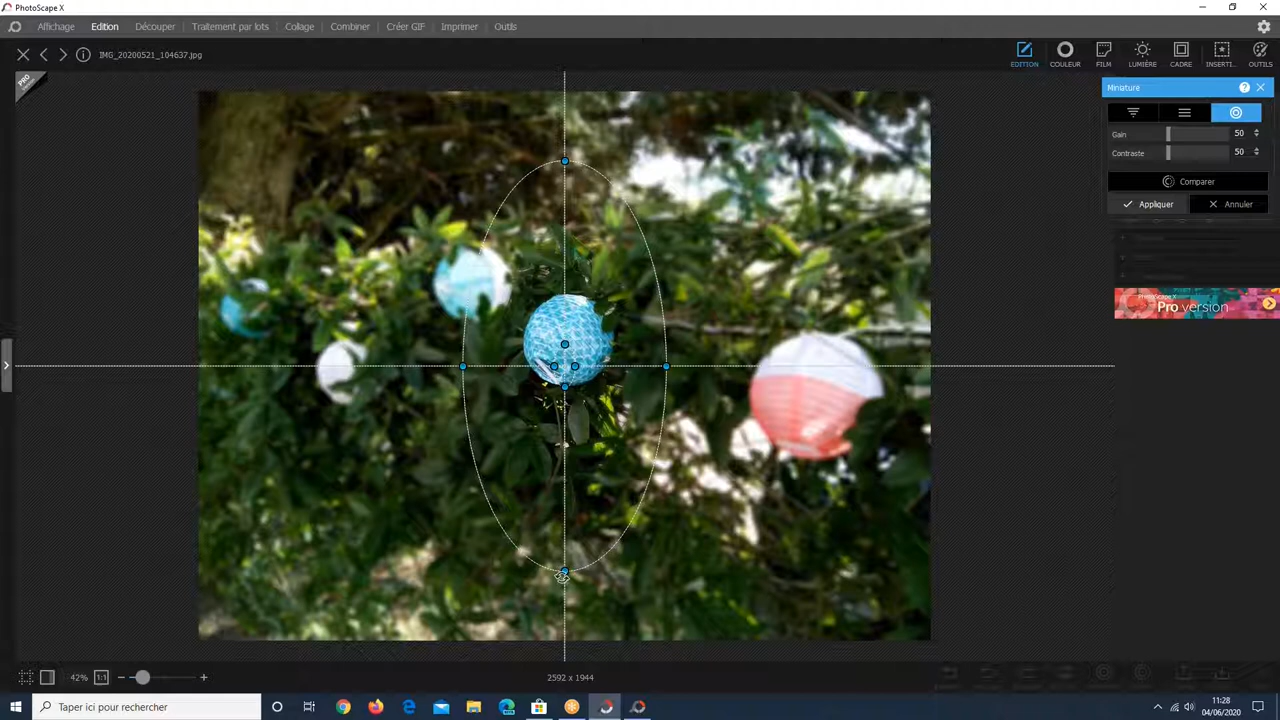 PhotoScape X
Affichage Edition Découper Traitement par lots Collage Combiner Créer GIF Imprimer Outils
IMG_20200521_104637.jpg
EDITION COULEUR FILM LUMIÈRE CADRE INSERTI... OUTILS
PRO
Miniature
Gain 50
Contraste 50
Comparer
Appliquer Annuler
PhotoScape X
Pro version
42% 1:1
2592 x 1944
Taper ici pour rechercher
11:28
04/06/2020